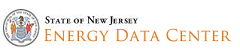 STATE OF NEW JERSEY
ENERGY DATA CENTER